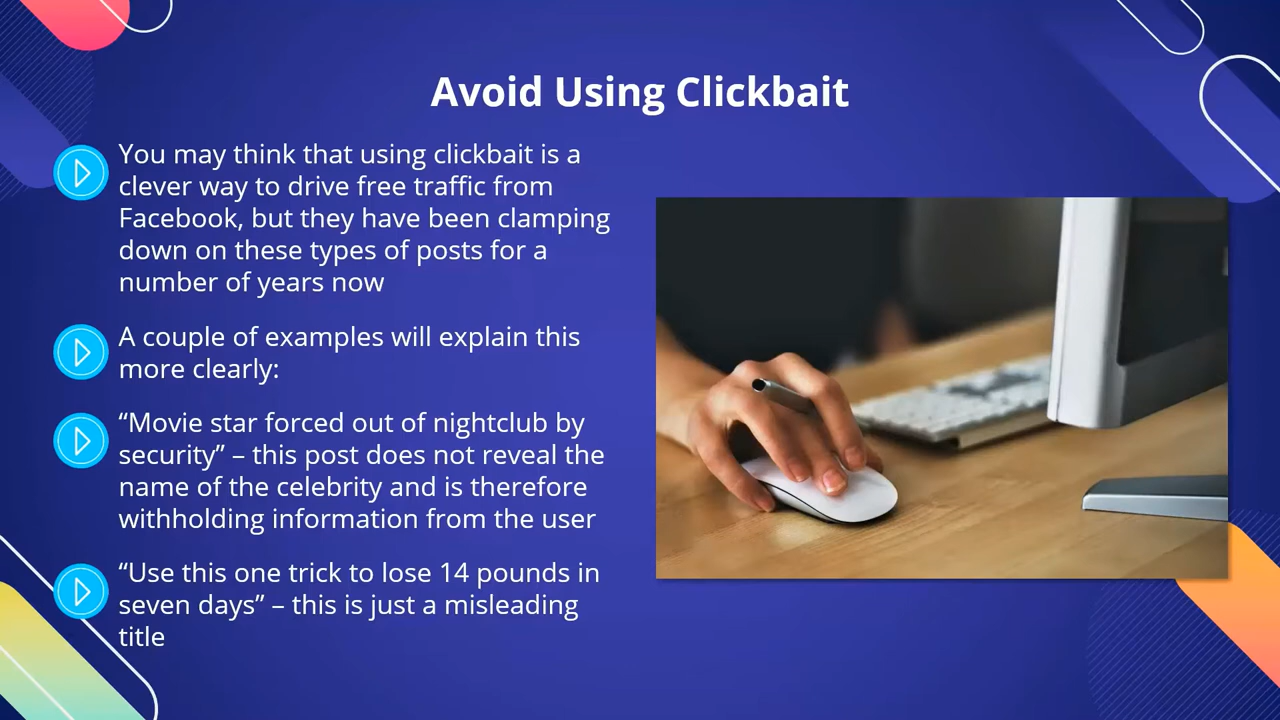 Avoid Using Clickbait
You may think that using clickbait is a
clever way to drive free traffic from
Facebook, but they have been clamping
down on these types of posts for a
number of years now
A couple of examples will explain this
more clearly:
“Movie star forced out of nightclub by
security” – this post does not reveal the
name of the celebrity and is therefore
withholding information from the user
“Use this one trick to lose 14 pounds in
seven days” – this is just a misleading
title